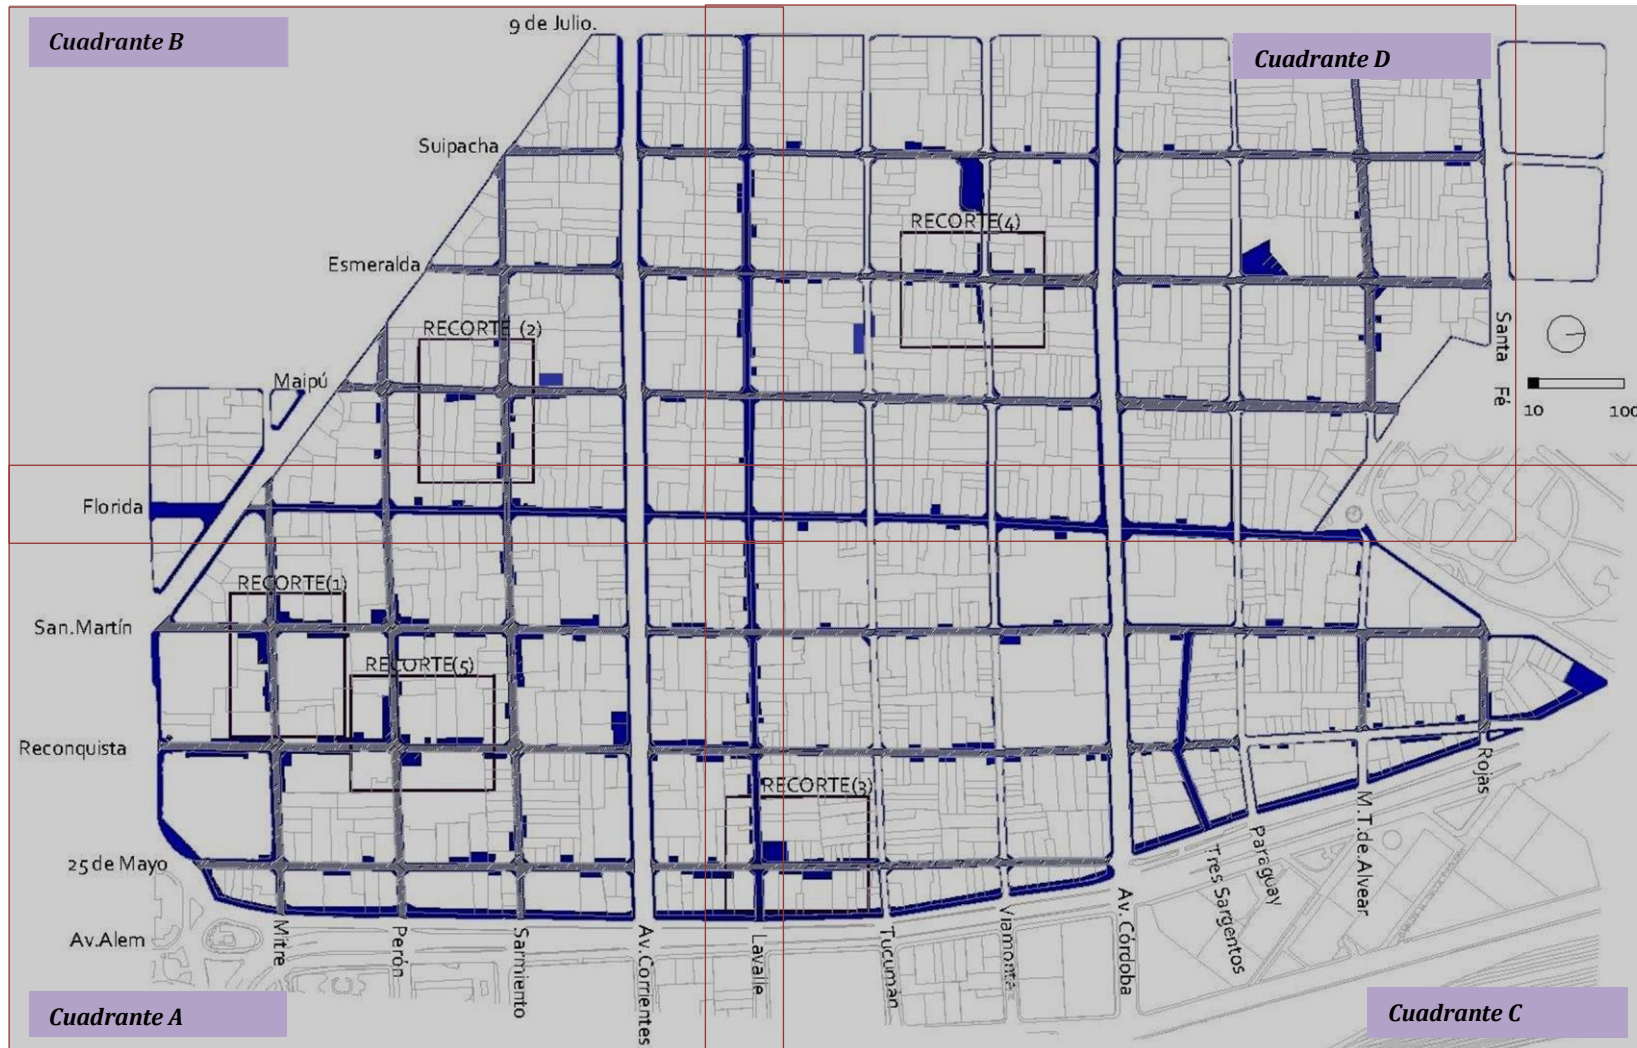 Cuadrante B
9 de Julio.
Cuadrante D
Suipacha
RECORTE(4)
Esmeralda
RECORTE (2)
Santa Fé
Maipú
10
100
Florida
RECORTE(1)
San.Martín
RECORTE(5)
Reconquista
RECORTE(3)
Rojas
25 de Mayo
M.T.de.Alvear
Paraguay
Tres Sargentos
Av. Córdoba
Viamonte
Tucumán
Lavalle
Av.Corrientes
Sarmiento
Perón
Mitre
Av.Alem
Cuadrante A
Cuadrante C